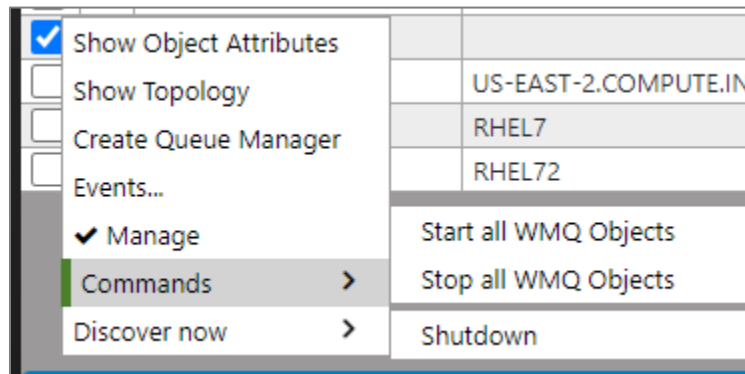 Show Object Attributes
Show Topology
US-EAST-2.COMPUTE.IN
Create Queue Manager
RHEL7
Events...
RHEL72
Manage
Start all WMQ Objects
Commands
Stop all WMQ Objects
Discover now
Shutdown